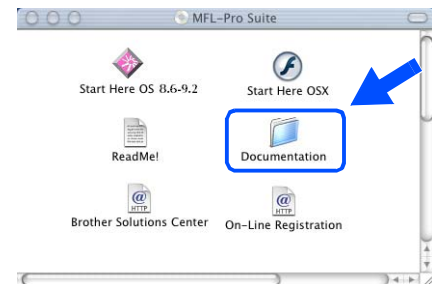 MFL-Pro Suite
Start Here OS 8.6-9.2
Start Here OSX
ReadMe!
Documentation
HTTP
HTTP
Brother Solutions Center
On-Line Registration